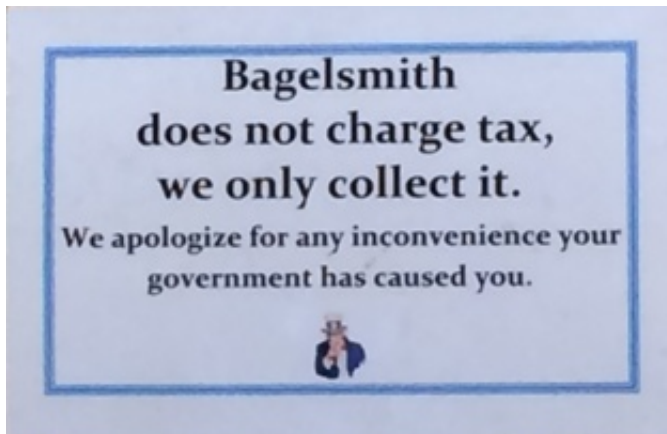 Bagelsmith
does not charge tax,
we only collect it.
We apologize for any inconvenience your
government has caused you.